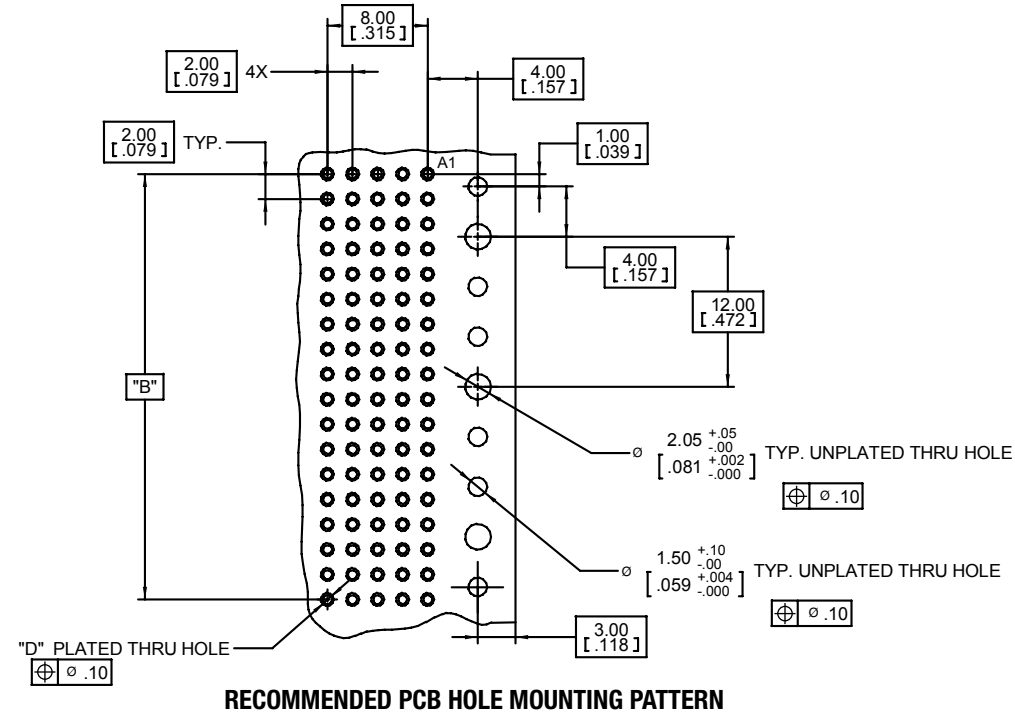 8.00
[ .315 ]
2.00
[ .079 ]
4X
4.00
[ .157 ]
2.00
[ .079 ]
TYP.
1.00
[ .039 ]
A1
4.00
[ .157 ]
12.00
[ .472 ]
"B"
Ø 2.05 +.05 -.00
[ .081 +.002 -.000 ]
TYP. UNPLATED THRU HOLE
⌖ Ø .10
Ø 1.50 +.10 -.00
[ .059 +.004 -.000 ]
TYP. UNPLATED THRU HOLE
⌖ Ø .10
3.00
[ .118 ]
"D" PLATED THRU HOLE
⌖ Ø .10
RECOMMENDED PCB HOLE MOUNTING PATTERN